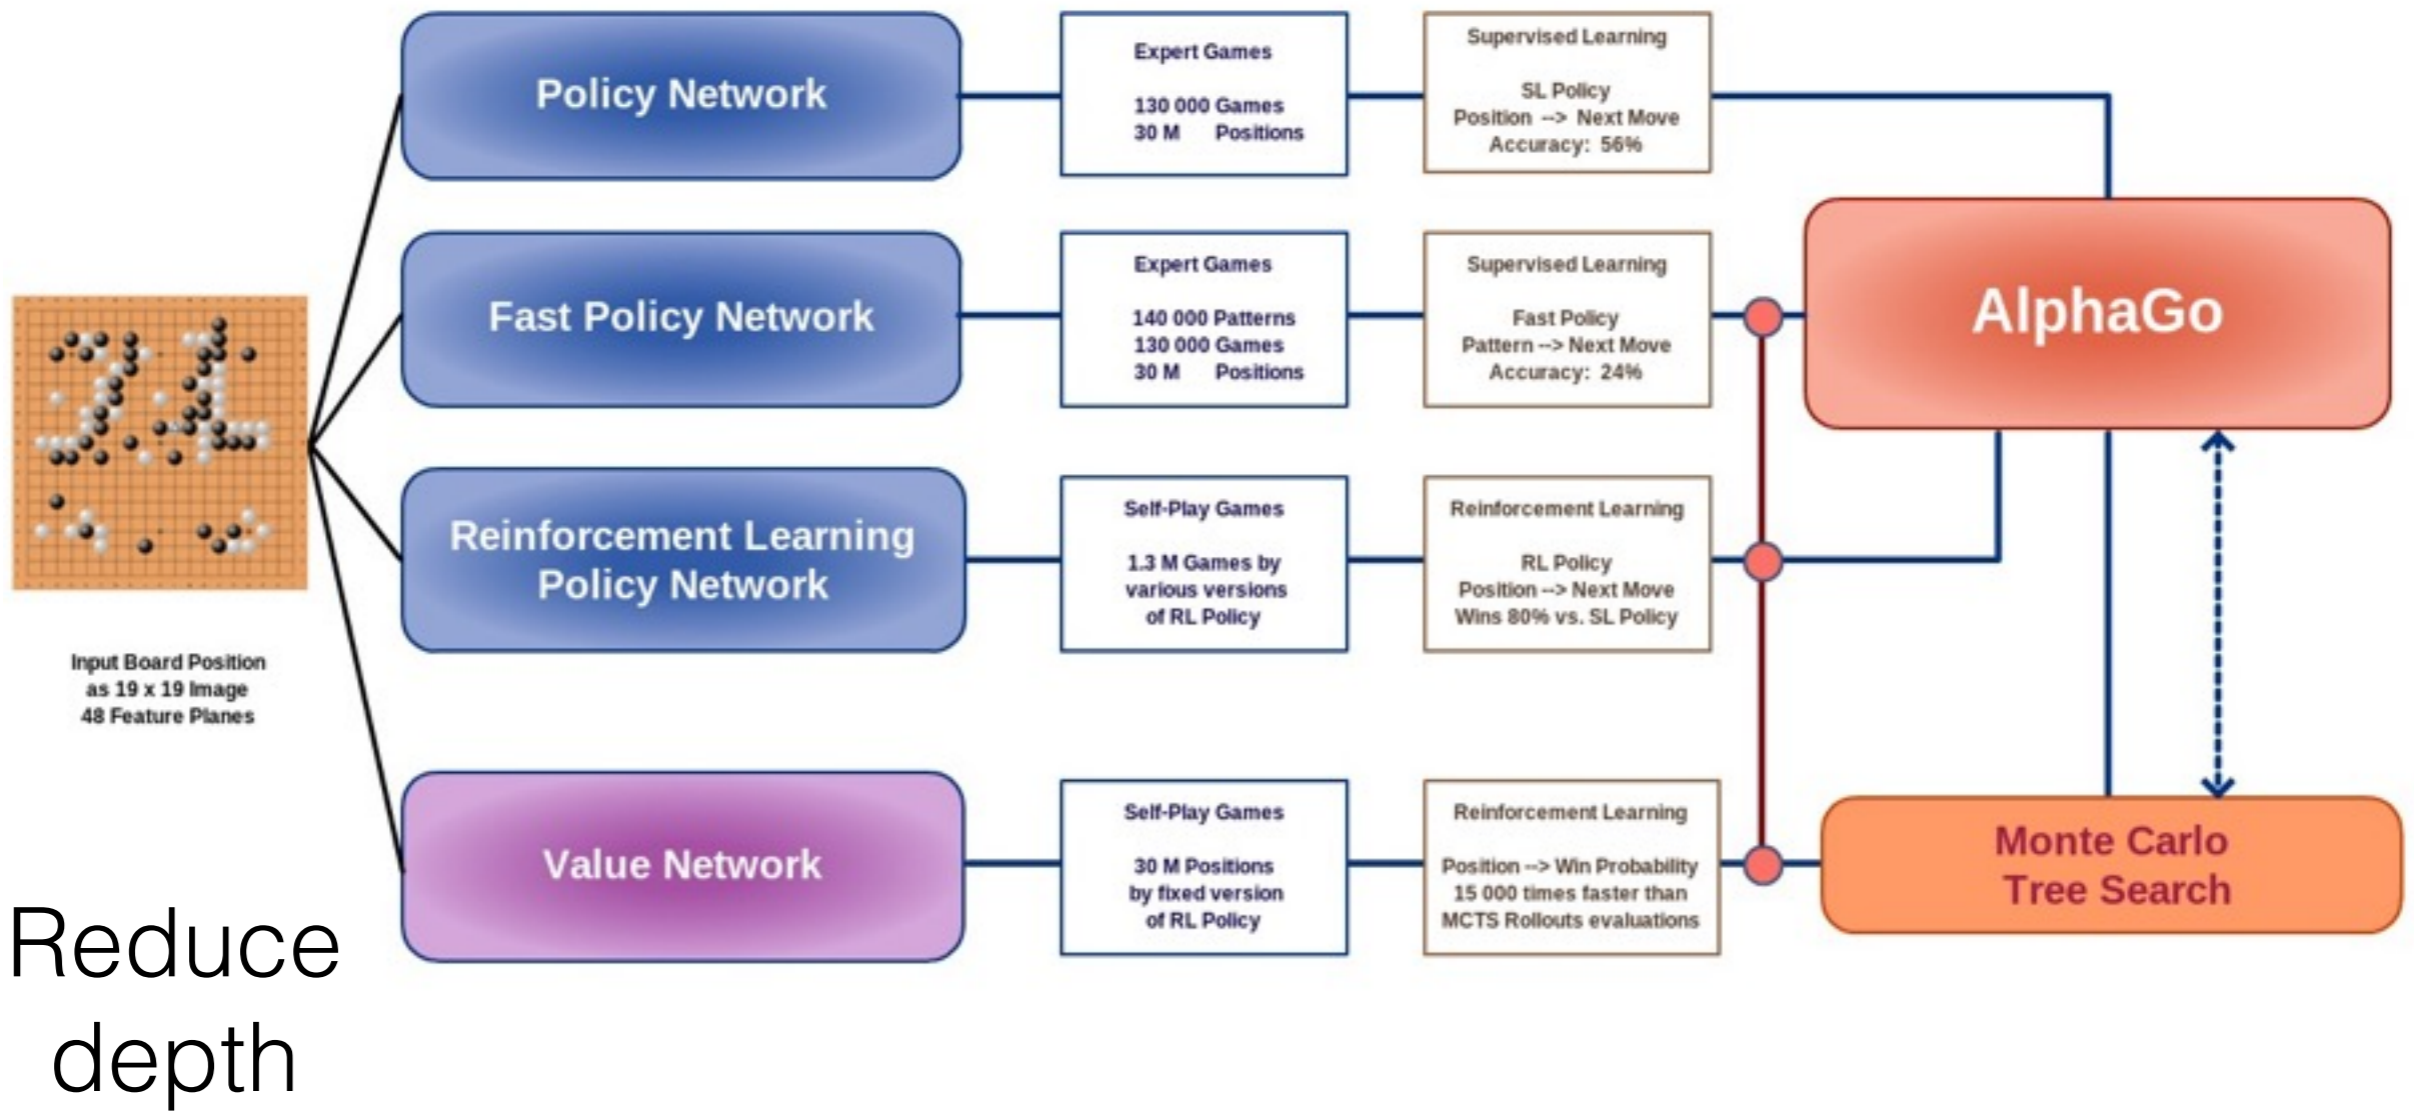 Policy Network
Expert Games
130 000 Games
30 M Positions
Supervised Learning
SL Policy
Position --> Next Move
Accuracy: 56%
Fast Policy Network
Expert Games
140 000 Patterns
130 000 Games
30 M Positions
Supervised Learning
Fast Policy
Pattern --> Next Move
Accuracy: 24%
AlphaGo
Reinforcement Learning
Policy Network
Self-Play Games
1.3 M Games by
various versions
of RL Policy
Reinforcement Learning
RL Policy
Position --> Next Move
Wins 80% vs. SL Policy
Input Board Position
as 19 x 19 Image
48 Feature Planes
Value Network
Self-Play Games
30 M Positions
by fixed version
of RL Policy
Reinforcement Learning
Position --> Win Probability
15 000 times faster than
MCTS Rollouts evaluations
Monte Carlo
Tree Search
Reduce
depth